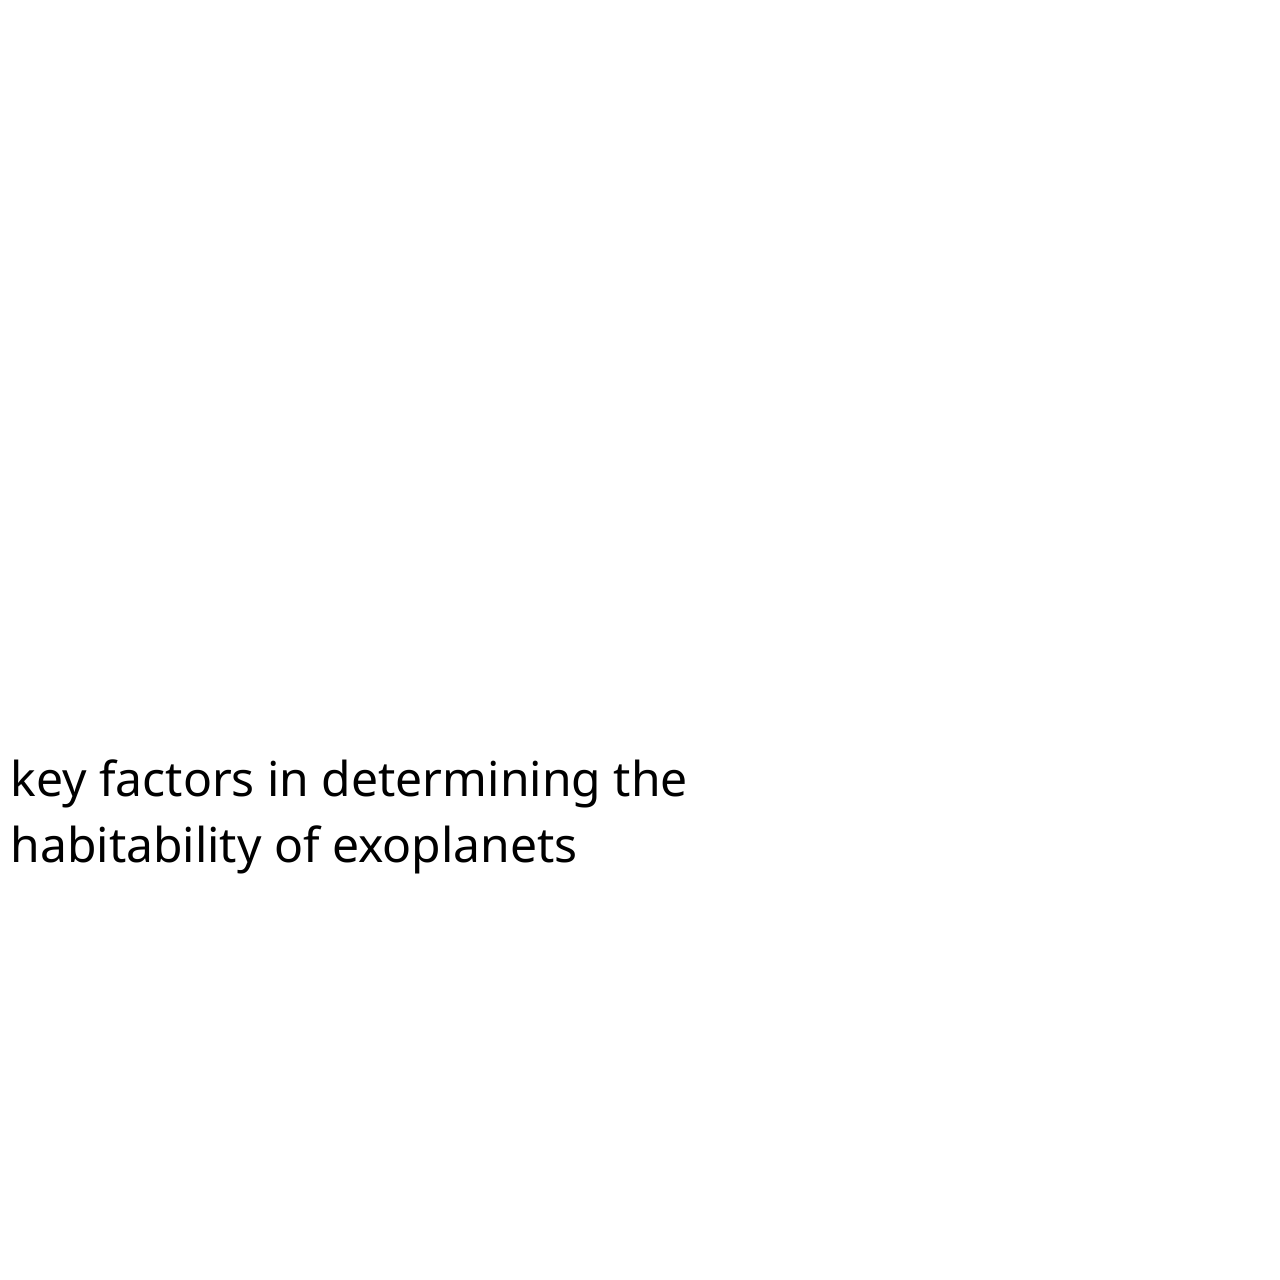 key factors in determining the
habitability of exoplanets